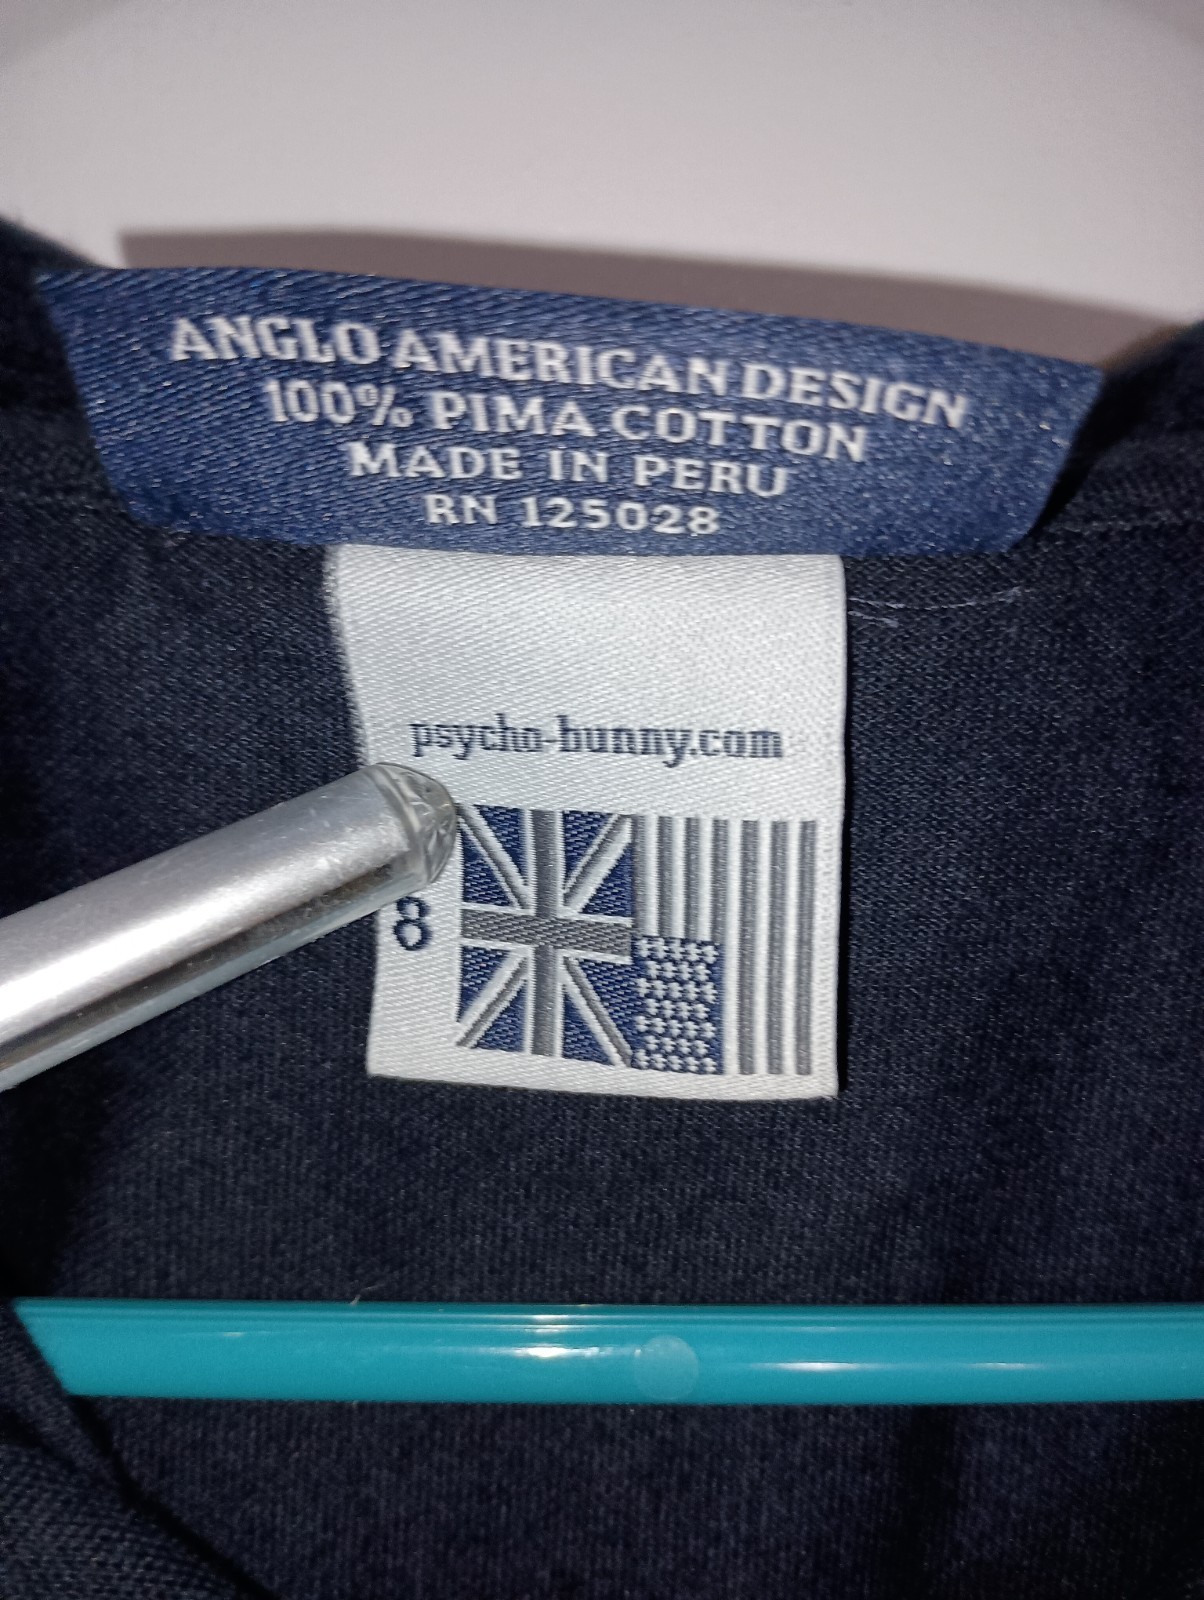 ANGLO AMERICAN DESIGN
100% PIMA COTTON
MADE IN PERU
RN 125028
psycho-bunny.com
8